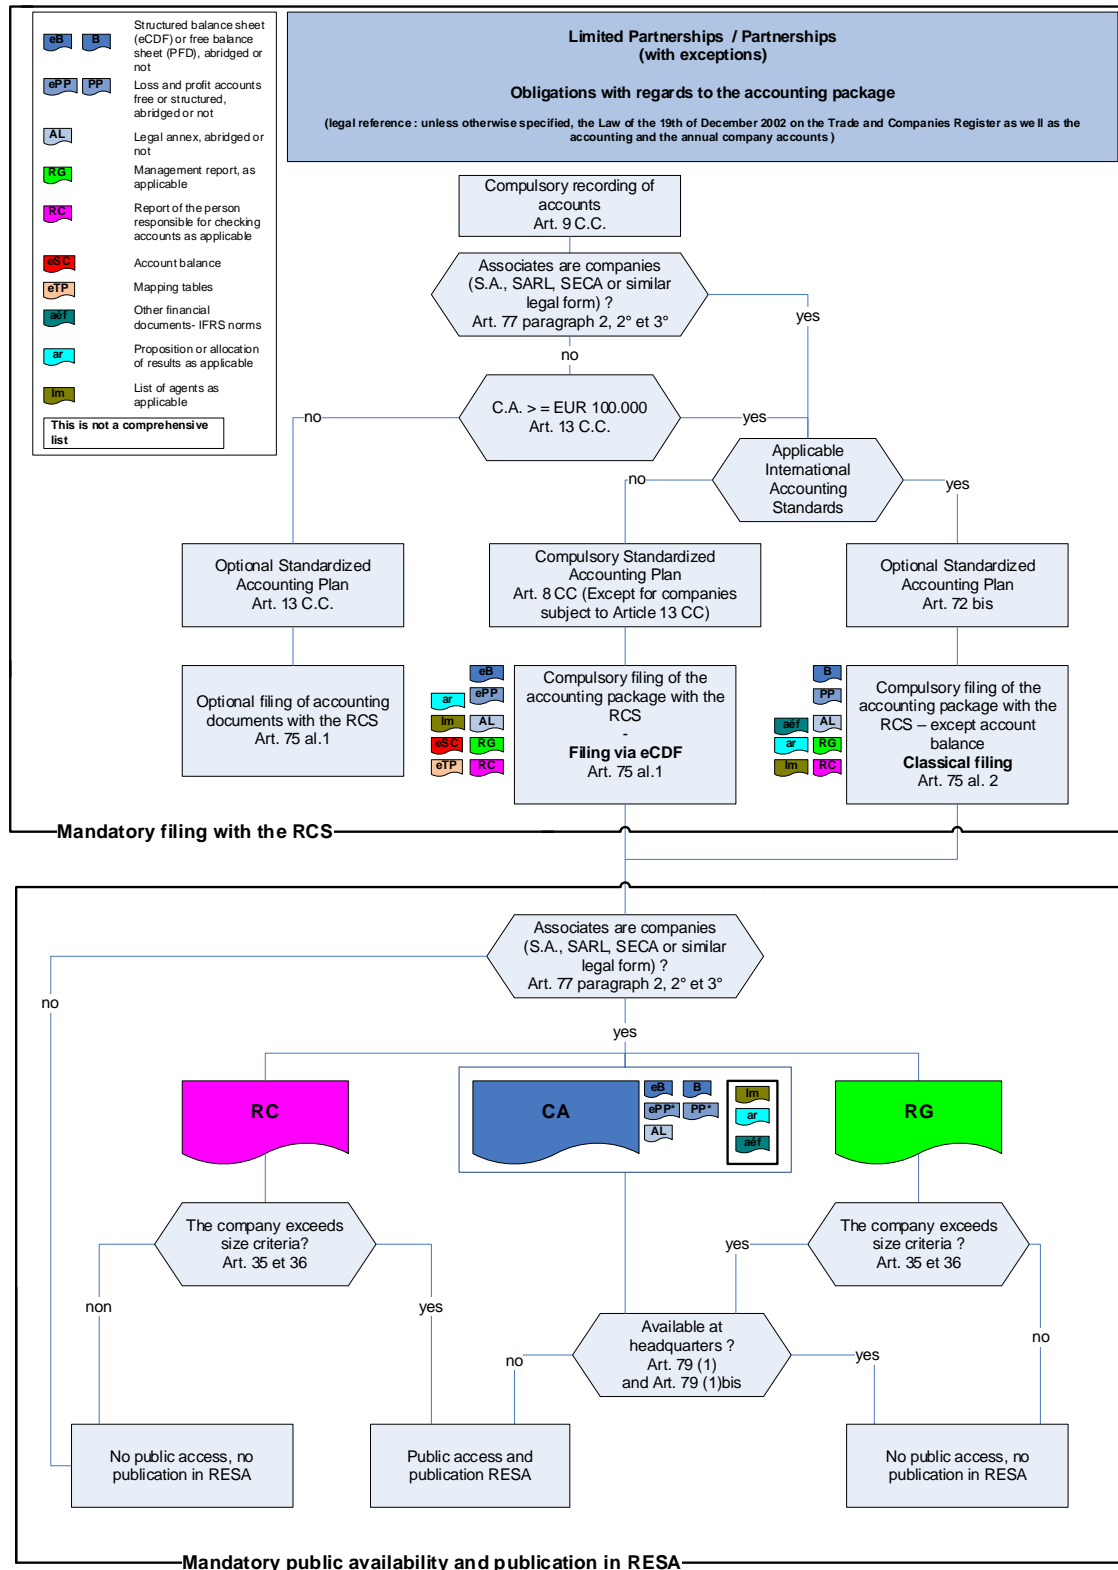 eB B
Structured balance sheet
(eCDF) or free balance
sheet (PFD), abridged or
not
ePP PP
Loss and profit accounts
free or structured,
abridged or not
AL
Legal annex, abridged or
not
RG
Management report, as
applicable
RC
Report of the person
responsible for checking
accounts as applicable
eSC
Account balance
eTP
Mapping tables
aéf
Other financial
documents- IFRS norms
ar
Proposition or allocation
of results as applicable
lm
List of agents as
applicable
This is not a comprehensive
list
Limited Partnerships / Partnerships
(with exceptions)
Obligations with regards to the accounting package
(legal reference : unless otherwise specified, the Law of the 19th of December 2002 on the Trade and Companies Register as well as the
accounting and the annual company accounts )
Compulsory recording of
accounts
Art. 9 C.C.
Associates are companies
(S.A., SARL, SECA or similar
legal form) ?
Art. 77 paragraph 2, 2° et 3°
yes
no
C.A. > = EUR 100.000
Art. 13 C.C.
no
yes
Applicable
International
Accounting
Standards
no
yes
Optional Standardized
Accounting Plan
Art. 13 C.C.
Compulsory Standardized
Accounting Plan
Art. 8 CC (Except for companies
subject to Article 13 CC)
Optional Standardized
Accounting Plan
Art. 72 bis
Optional filing of accounting
documents with the RCS
Art. 75 al.1
eB
ar ePP
lm AL
eSC RG
eTP RC
Compulsory filing of the
accounting package with the
RCS
-
Filing via eCDF
Art. 75 al.1
B
PP
aéf AL
ar RG
lm RC
Compulsory filing of the
accounting package with the
RCS – except account
balance
Classical filing
Art. 75 al. 2
Mandatory filing with the RCS
Associates are companies
(S.A., SARL, SECA or similar
legal form) ?
Art. 77 paragraph 2, 2° et 3°
no
yes
RC
CA
eB B
ePP* PP*
AL
lm
ar
aéf
RG
The company exceeds
size criteria?
Art. 35 et 36
The company exceeds
size criteria ?
Art. 35 et 36
non
yes
yes
no
Available at
headquarters ?
Art. 79 (1)
and Art. 79 (1)bis
no
yes
No public access, no
publication in RESA
Public access and
publication RESA
No public access, no
publication in RESA
Mandatory public availability and publication in RESA